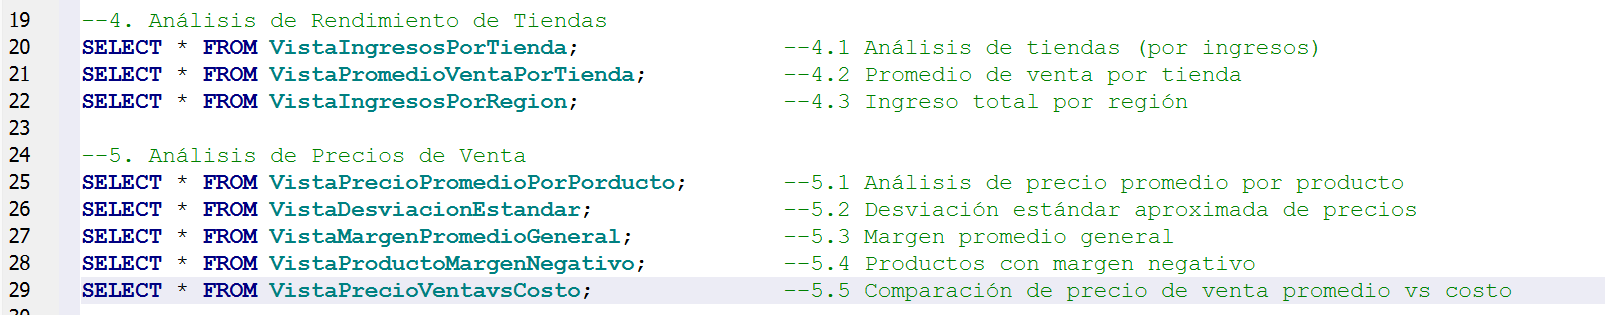 19 --4. Análisis de Rendimiento de Tiendas
20 SELECT * FROM VistaIngresosPorTienda; --4.1 Análisis de tiendas (por ingresos)
21 SELECT * FROM VistaPromedioVentaPorTienda; --4.2 Promedio de venta por tienda
22 SELECT * FROM VistaIngresosPorRegion; --4.3 Ingreso total por región
23
24 --5. Análisis de Precios de Venta
25 SELECT * FROM VistaPrecioPromedioPorPorducto; --5.1 Análisis de precio promedio por producto
26 SELECT * FROM VistaDesviacionEstandar; --5.2 Desviación estándar aproximada de precios
27 SELECT * FROM VistaMargenPromedioGeneral; --5.3 Margen promedio general
28 SELECT * FROM VistaProductoMargenNegativo; --5.4 Productos con margen negativo
29 SELECT * FROM VistaPrecioVentavsCosto; --5.5 Comparación de precio de venta promedio vs costo